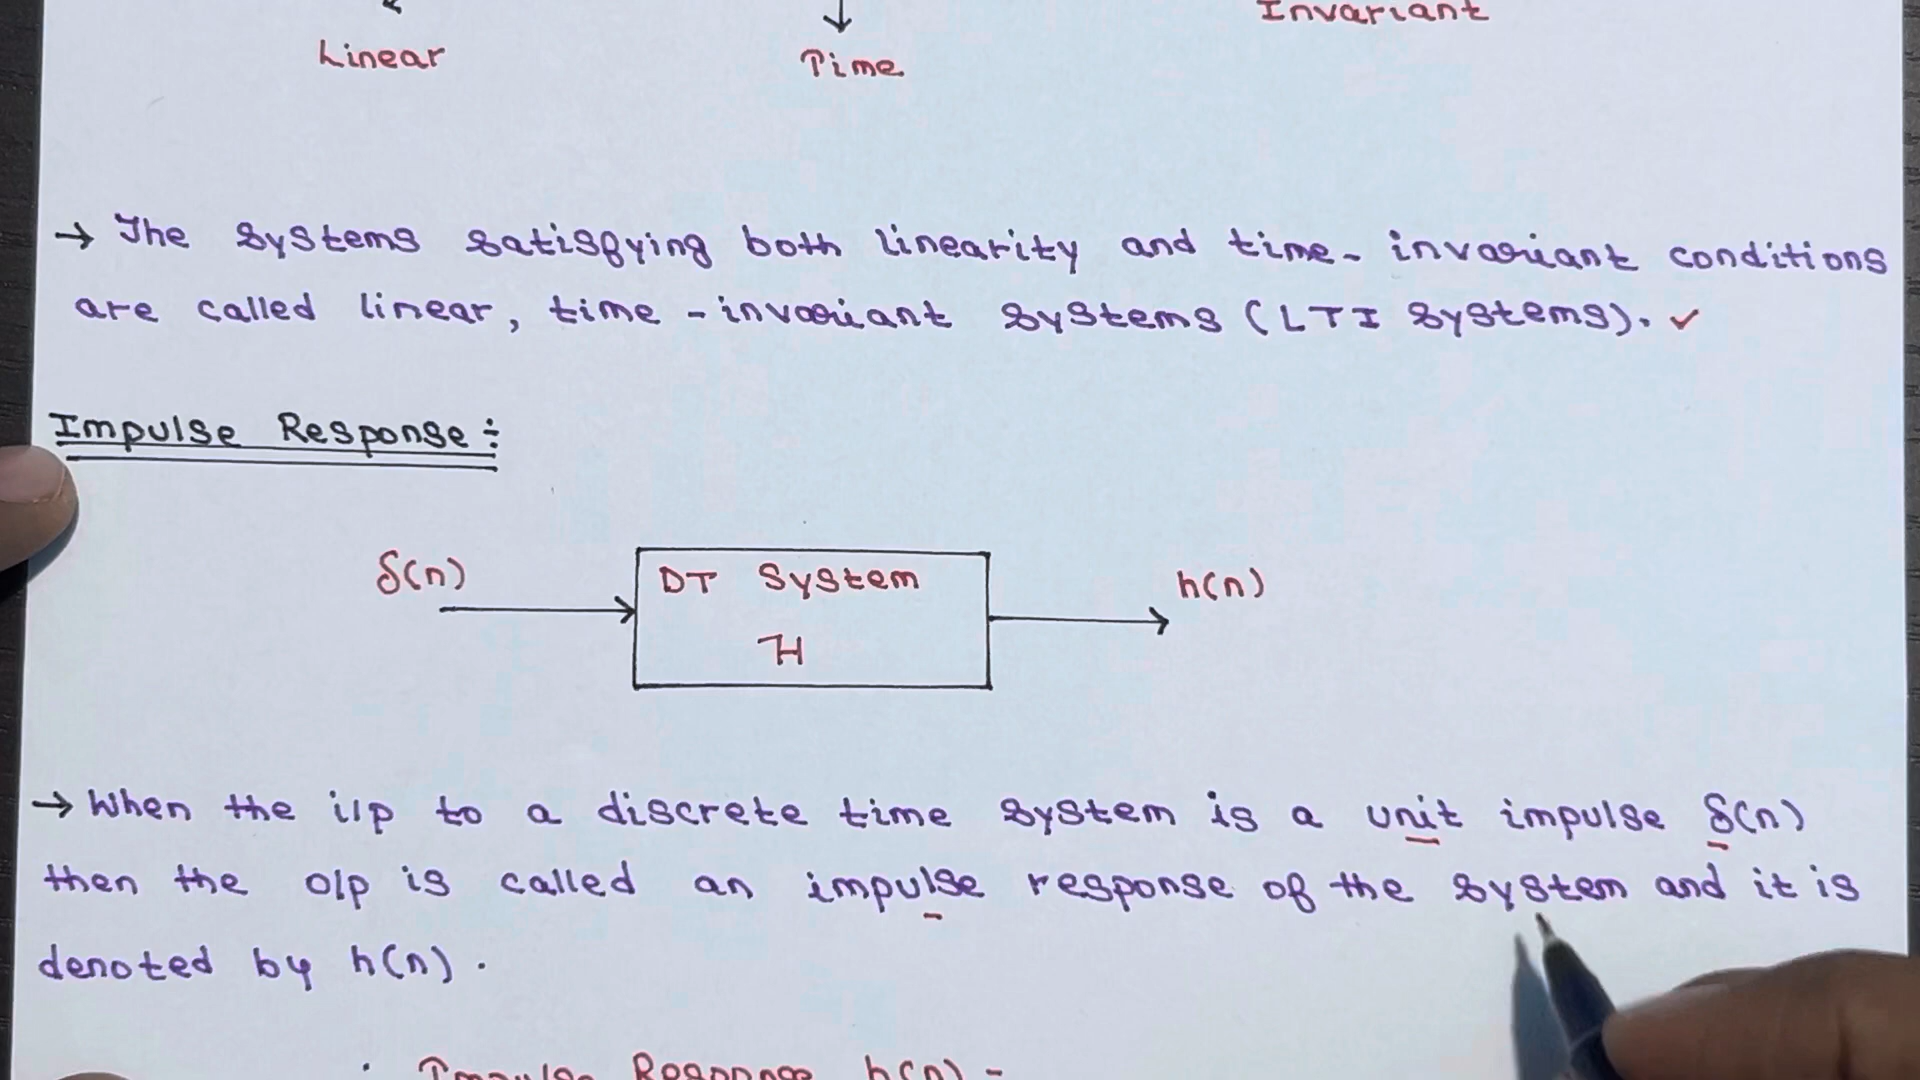 Invariant
Linear
Time
→ The systems satisfying both linearity and time-invariant conditions
are called linear, time-invariant systems (LTI systems). ✓
Impulse Response :
δ(n)
DT System
H
h(n)
→ When the i/p to a discrete time system is a unit impulse δ(n)
then the o/p is called an impulse response of the system and it is
denoted by h(n).
∴ Impulse Response h(n) =